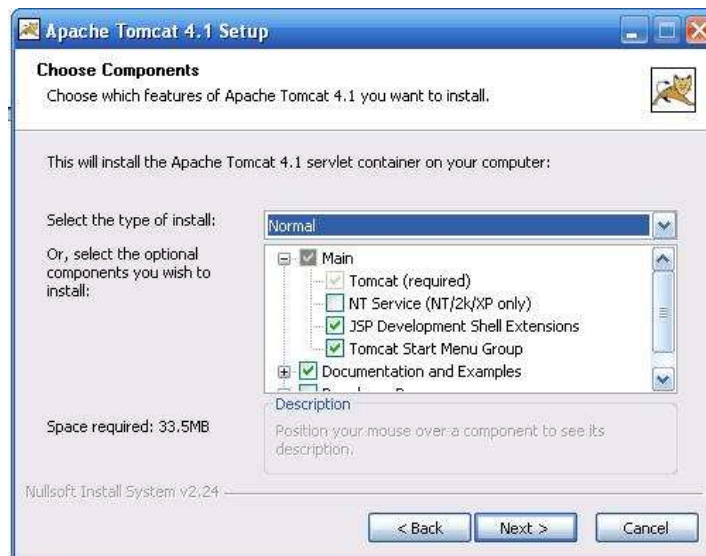 Apache Tomcat 4.1 Setup
Choose Components
Choose which features of Apache Tomcat 4.1 you want to install.
This will install the Apache Tomcat 4.1 servlet container on your computer:
Select the type of install:
Normal
Or, select the optional
components you wish to
install:
Main
Tomcat (required)
NT Service (NT/2k/XP only)
JSP Development Shell Extensions
Tomcat Start Menu Group
Documentation and Examples
Space required: 33.5MB
Description
Position your mouse over a component to see its
description.
Nullsoft Install System v2.24
< Back
Next >
Cancel